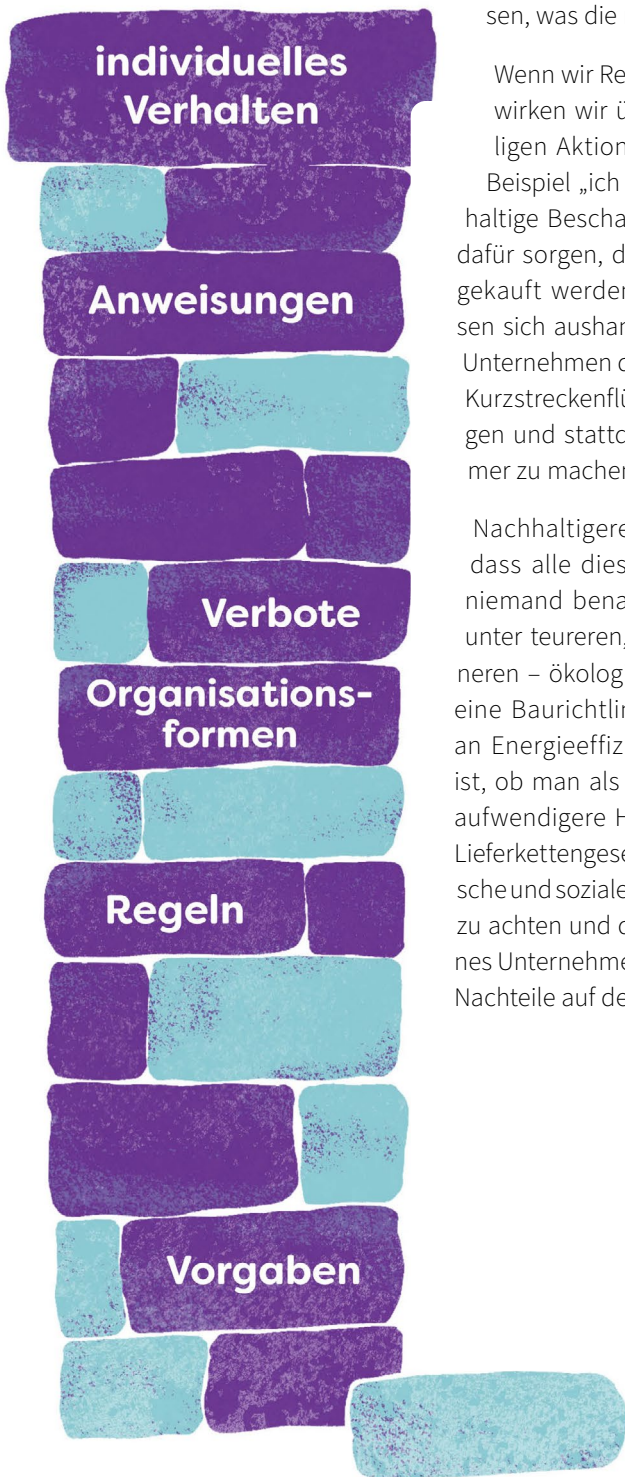 individuelles
Verhalten
Anweisungen
Verbote
Organisations-
formen
Regeln
Vorgaben
sen, was die
Wenn wir Re
wirken wir ü
ligen Aktion
Beispiel „ich
haltige Bescha
dafür sorgen, d
gekauft werden
sen sich aushar
Unternehmen d
Kurzstreckenflü
gen und stattd
mer zu machen
Nachhaltigere
dass alle dies
niemand bena
unter teureren,
neren – ökolog
eine Baurichtlin
an Energieeffiz
ist, ob man als
aufwendigere H
Lieferkettengese
sche und soziale
zu achten und d
nes Unternehme
Nachteile auf de